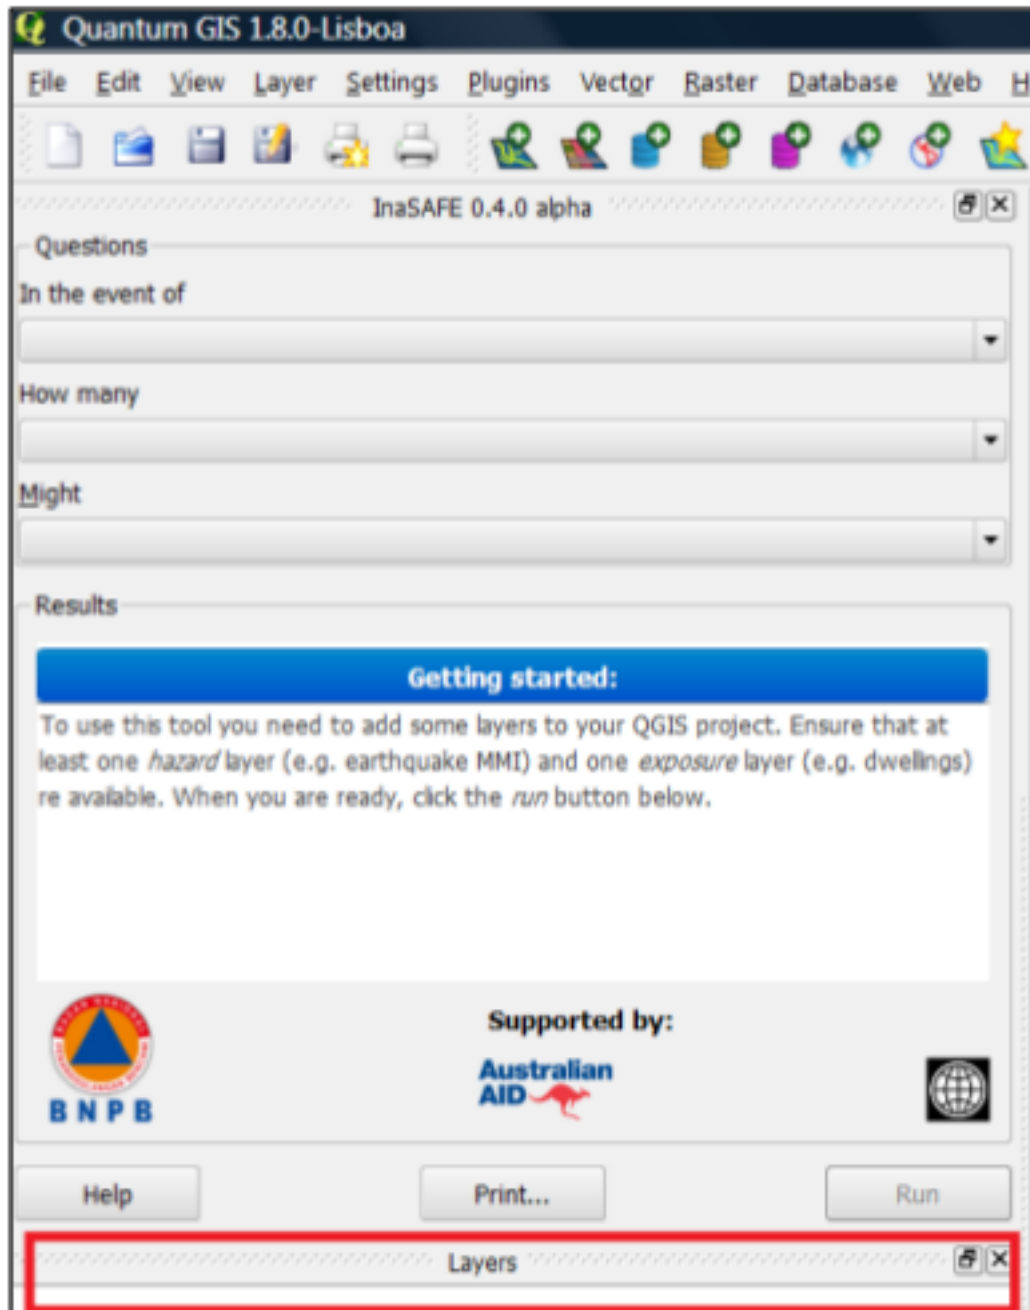 Quantum GIS 1.8.0-Lisboa
File Edit View Layer Settings Plugins Vector Raster Database Web H
InaSAFE 0.4.0 alpha
Questions
In the event of
How many
Might
Results
Getting started:
To use this tool you need to add some layers to your QGIS project. Ensure that at
least one hazard layer (e.g. earthquake MMI) and one exposure layer (e.g. dwellings)
re available. When you are ready, click the run button below.
Supported by:
Australian
AID
BNPB
Help Print... Run
Layers